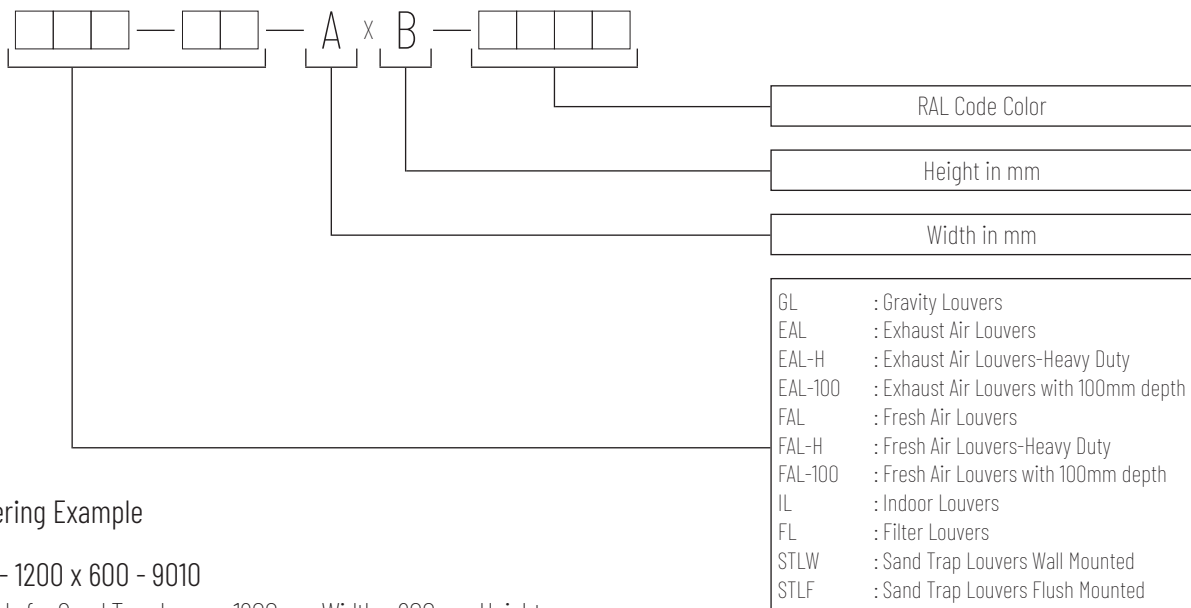 A x B
RAL Code Color
Height in mm
Width in mm
GL : Gravity Louvers
EAL : Exhaust Air Louvers
EAL-H : Exhaust Air Louvers-Heavy Duty
EAL-100 : Exhaust Air Louvers with 100mm depth
FAL : Fresh Air Louvers
FAL-H : Fresh Air Louvers-Heavy Duty
FAL-100 : Fresh Air Louvers with 100mm depth
IL : Indoor Louvers
FL : Filter Louvers
STLW : Sand Trap Louvers Wall Mounted
STLF : Sand Trap Louvers Flush Mounted
Example
- 1200 x 600 - 9010